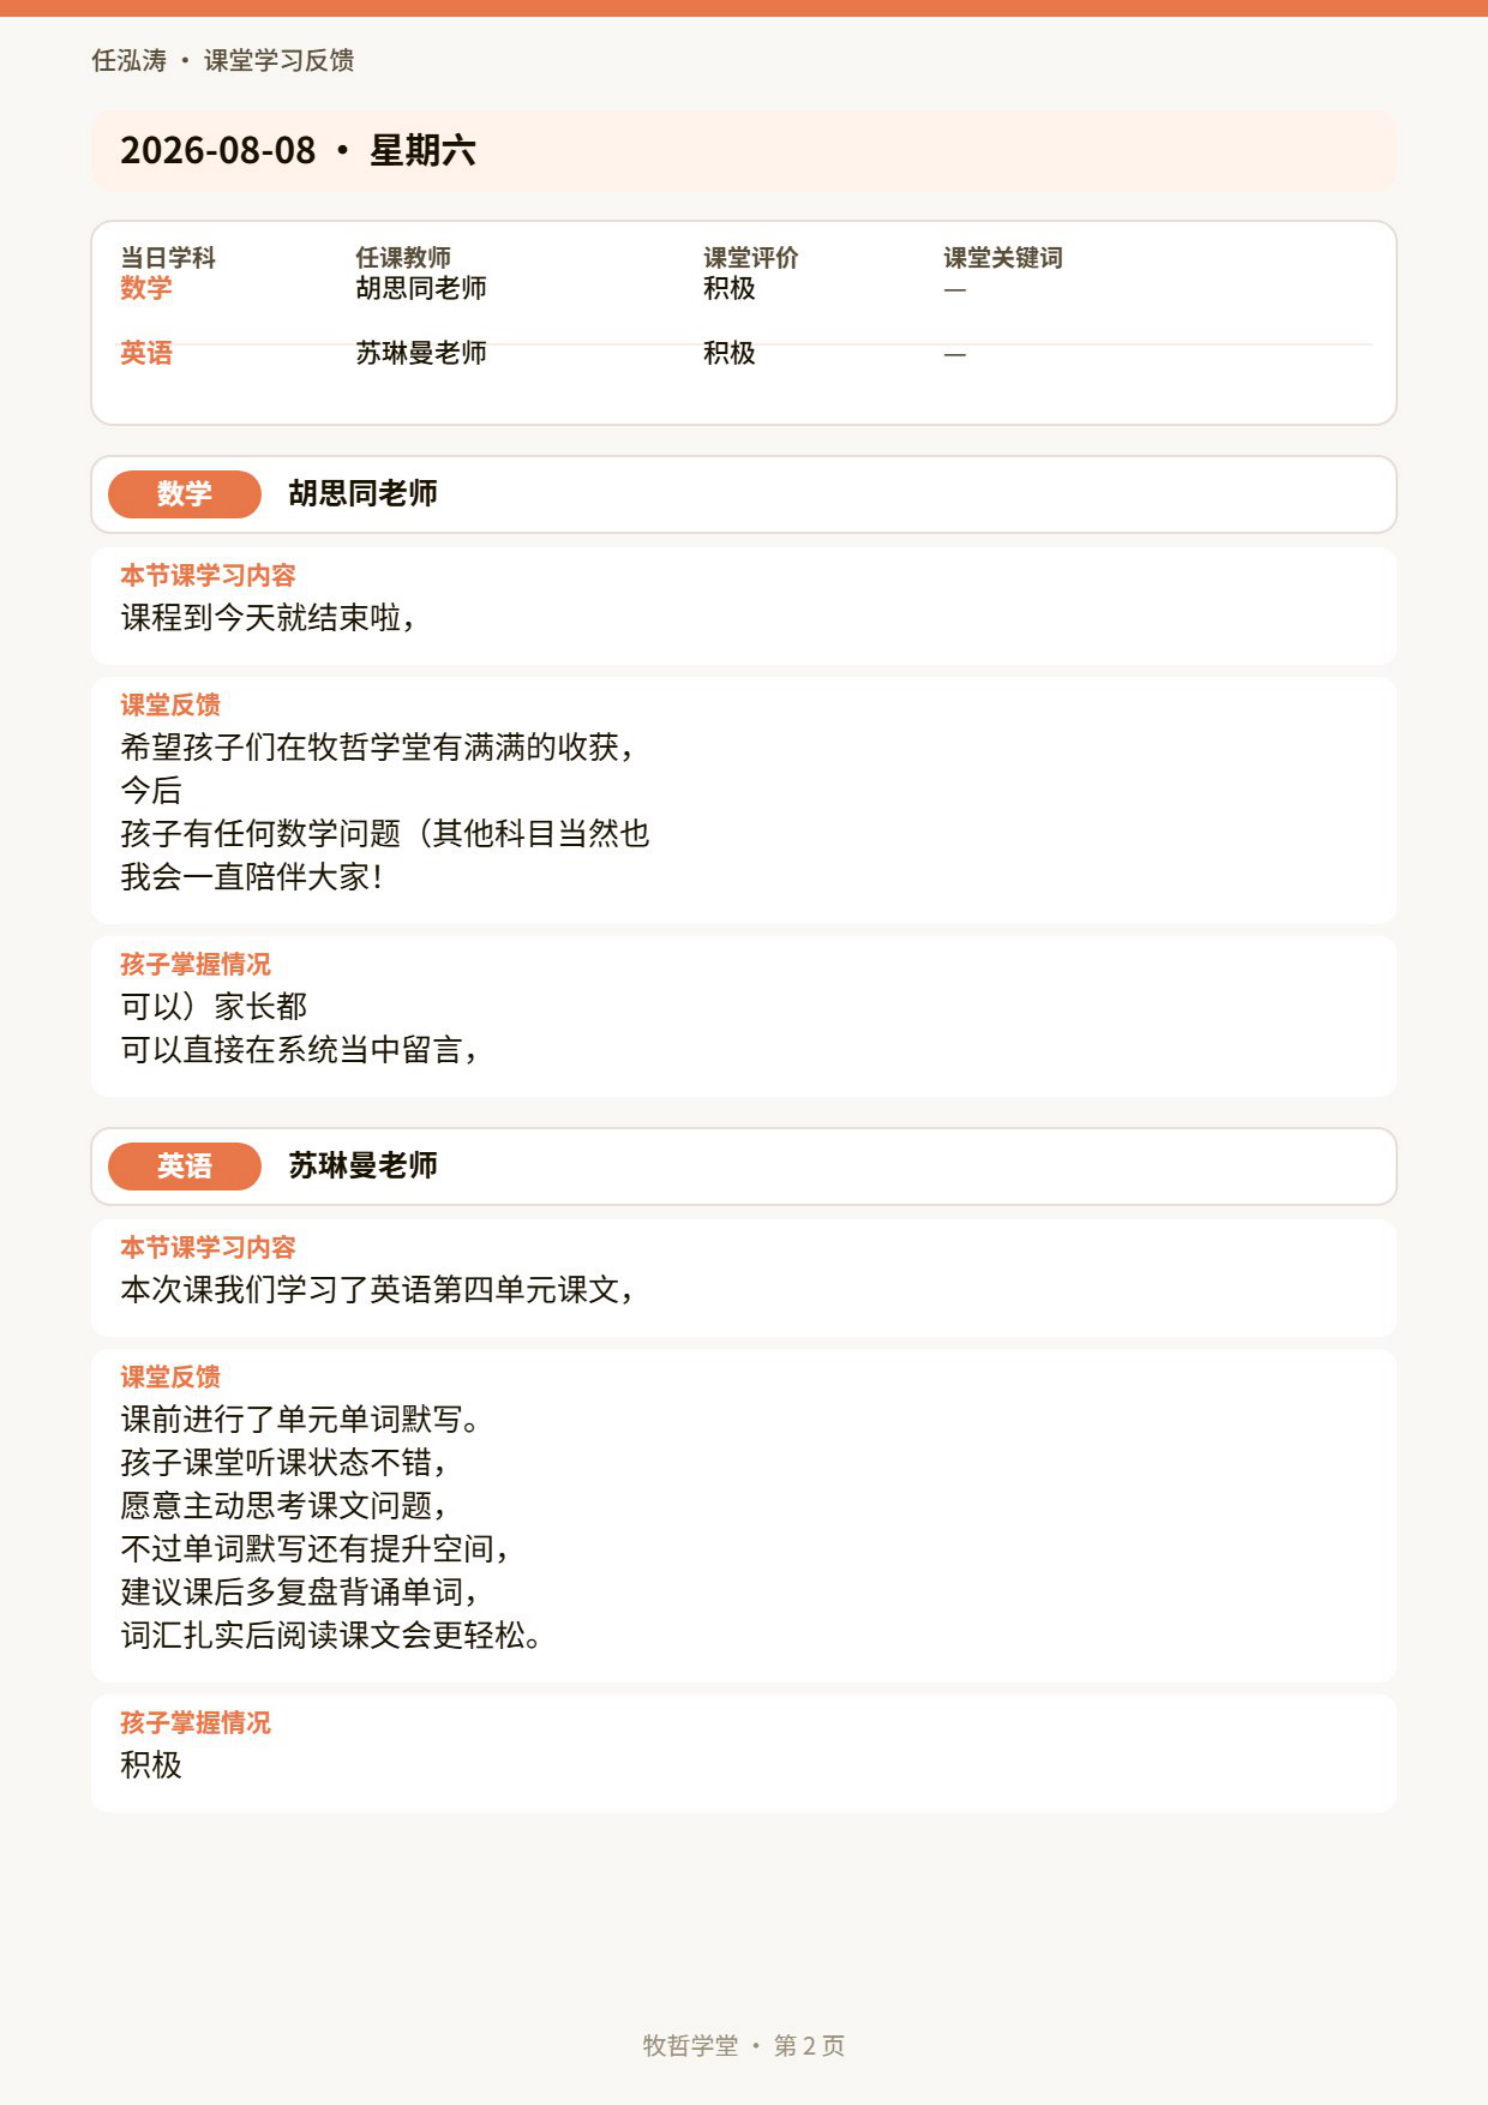 任泓涛 · 课堂学习反馈
2026-08-08 · 星期六
当日学科 任课教师 课堂评价 课堂关键词
数学 胡思同老师 积极 —
英语 苏琳曼老师 积极 —
数学 胡思同老师
本节课学习内容
课程到今天就结束啦，
课堂反馈
希望孩子们在牧哲学堂有满满的收获，
今后
孩子有任何数学问题（其他科目当然也
我会一直陪伴大家！
孩子掌握情况
可以）家长都
可以直接在系统当中留言，
英语 苏琳曼老师
本节课学习内容
本次课我们学习了英语第四单元课文，
课堂反馈
课前进行了单元单词默写。
孩子课堂听课状态不错，
愿意主动思考课文问题，
不过单词默写还有提升空间，
建议课后多复盘背诵单词，
词汇扎实后阅读课文会更轻松。
孩子掌握情况
积极
牧哲学堂 · 第 2 页